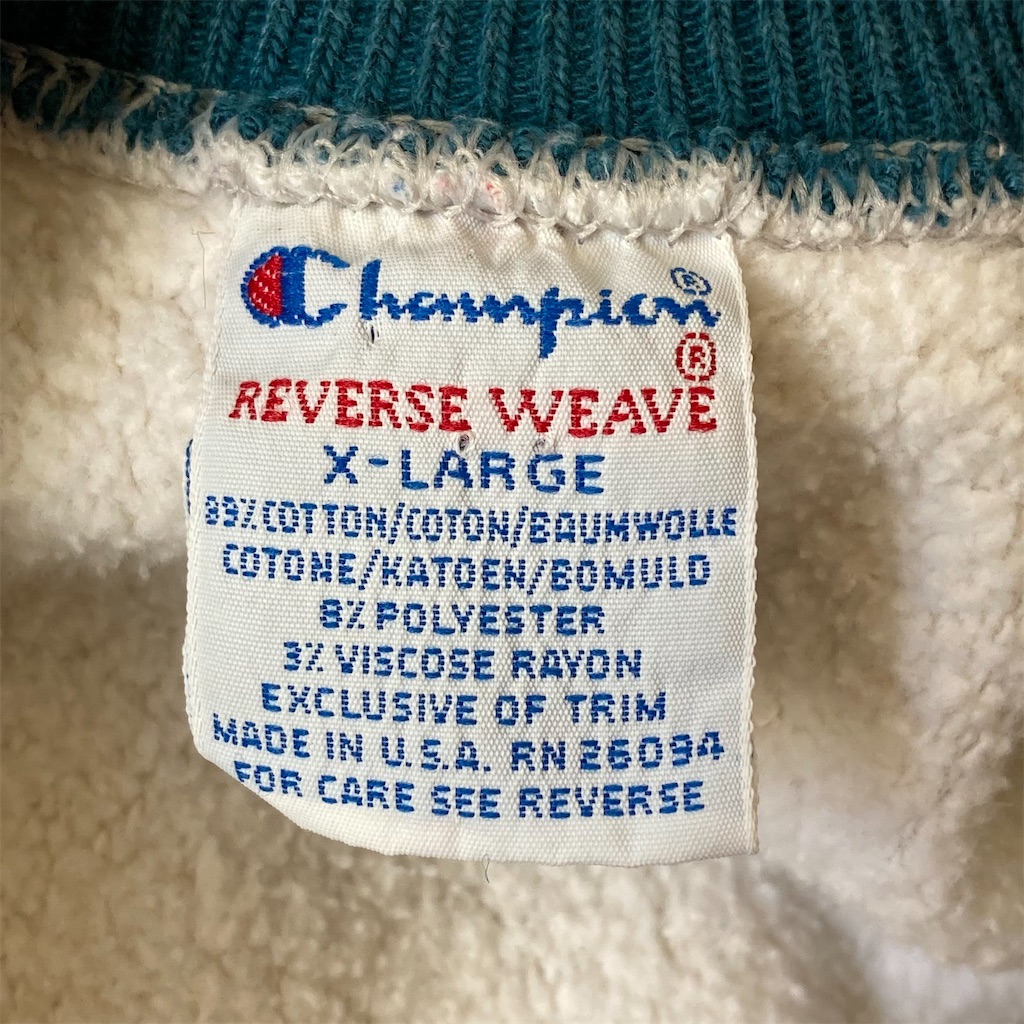 Champion®
REVERSE WEAVE®
X-LARGE
89% COTTON/COTON/BAUMWOLLE
COTONE/KATOEN/BOMULD
8% POLYESTER
3% VISCOSE RAYON
EXCLUSIVE OF TRIM
MADE IN U.S.A. RN 26094
FOR CARE SEE REVERSE